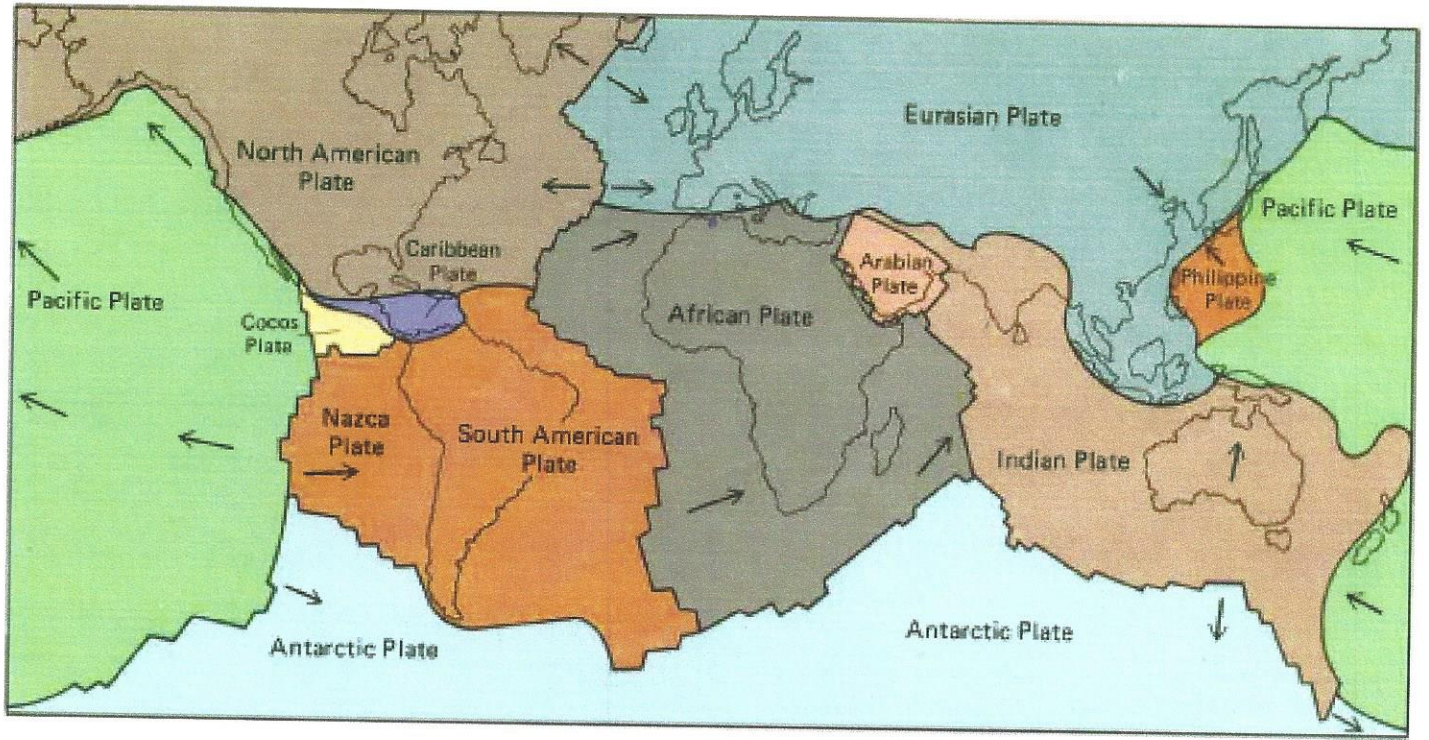 Eurasian Plate
North American
Plate
Pacific Plate
Caribbean
Plate
Arabian
Plate
Philippine
Plate
Pacific Plate
Cocos
Plate
African Plate
Nazca
Plate
South American
Plate
Indian Plate
Antarctic Plate
Antarctic Plate